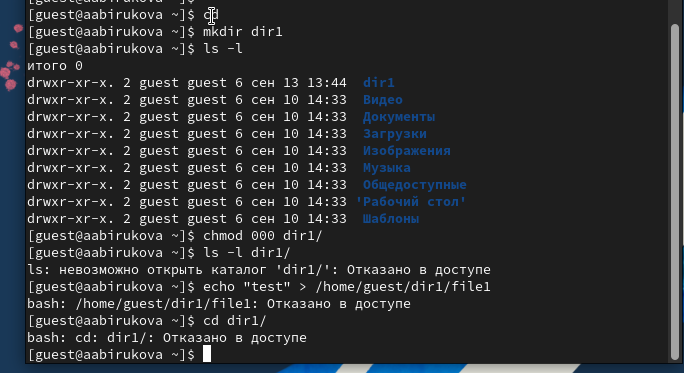 [guest@aabirukova ~]$ cd
[guest@aabirukova ~]$ mkdir dir1
[guest@aabirukova ~]$ ls -l
итого 0
drwxr-xr-x. 2 guest guest 6 сен 13 13:44  dir1
drwxr-xr-x. 2 guest guest 6 сен 10 14:33  Видео
drwxr-xr-x. 2 guest guest 6 сен 10 14:33  Документы
drwxr-xr-x. 2 guest guest 6 сен 10 14:33  Загрузки
drwxr-xr-x. 2 guest guest 6 сен 10 14:33  Изображения
drwxr-xr-x. 2 guest guest 6 сен 10 14:33  Музыка
drwxr-xr-x. 2 guest guest 6 сен 10 14:33  Общедоступные
drwxr-xr-x. 2 guest guest 6 сен 10 14:33 'Рабочий стол'
drwxr-xr-x. 2 guest guest 6 сен 10 14:33  Шаблоны
[guest@aabirukova ~]$ chmod 000 dir1/
[guest@aabirukova ~]$ ls -l dir1/
ls: невозможно открыть каталог 'dir1/': Отказано в доступе
[guest@aabirukova ~]$ echo "test" > /home/guest/dir1/file1
bash: /home/guest/dir1/file1: Отказано в доступе
[guest@aabirukova ~]$ cd dir1/
bash: cd: dir1/: Отказано в доступе
[guest@aabirukova ~]$